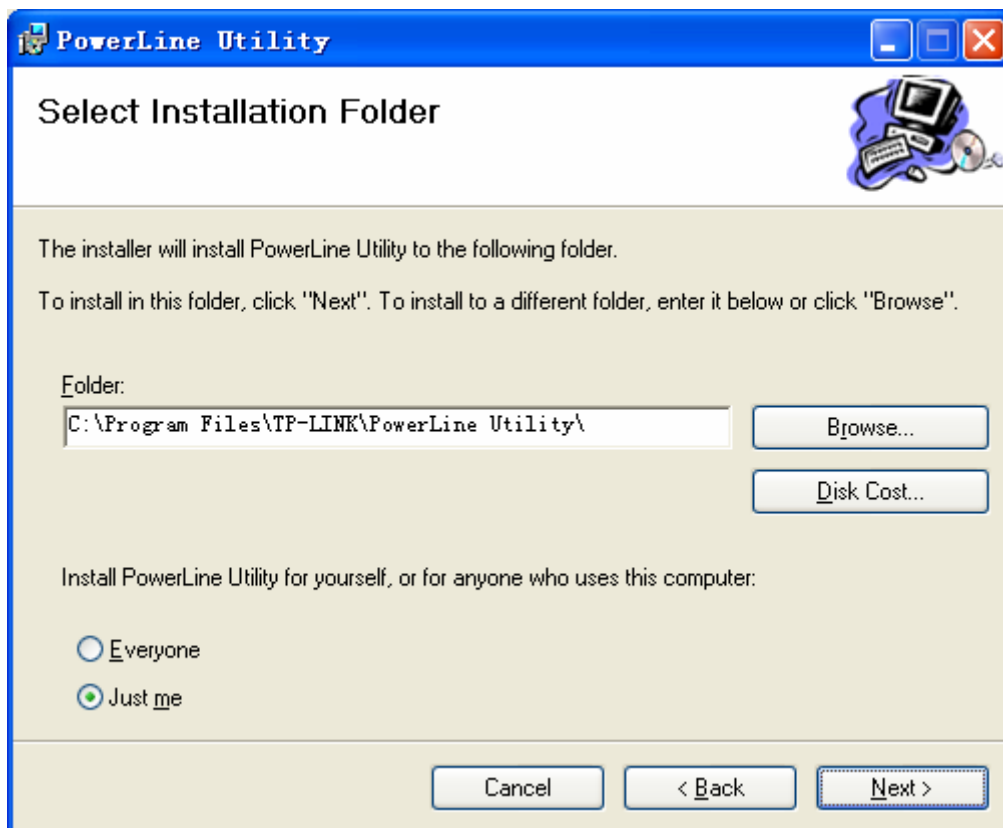 PowerLine Utility
Select Installation Folder
The installer will install PowerLine Utility to the following folder.
To install in this folder, click "Next". To install to a different folder, enter it below or click "Browse".
Folder:
C:\Program Files\TP-LINK\PowerLine Utility\
Browse...
Disk Cost...
Install PowerLine Utility for yourself, or for anyone who uses this computer:
Everyone
Just me
Cancel
< Back
Next >